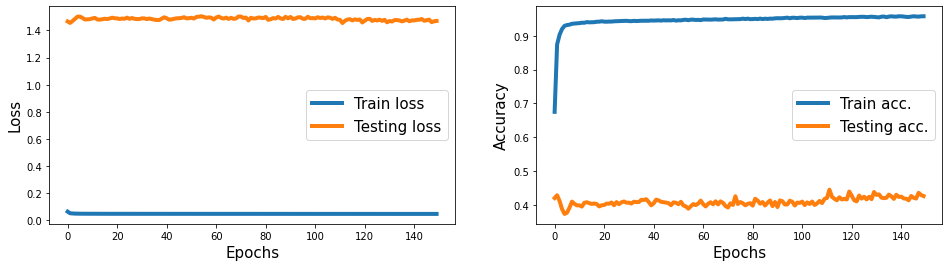 1.4
1.2
1.0
0.8
0.6
0.4
0.2
0.0
Loss
Train loss
Testing loss
0 20 40 60 80 100 120 140
Epochs
0.9
0.8
0.7
0.6
0.5
0.4
Accuracy
Train acc.
Testing acc.
0 20 40 60 80 100 120 140
Epochs